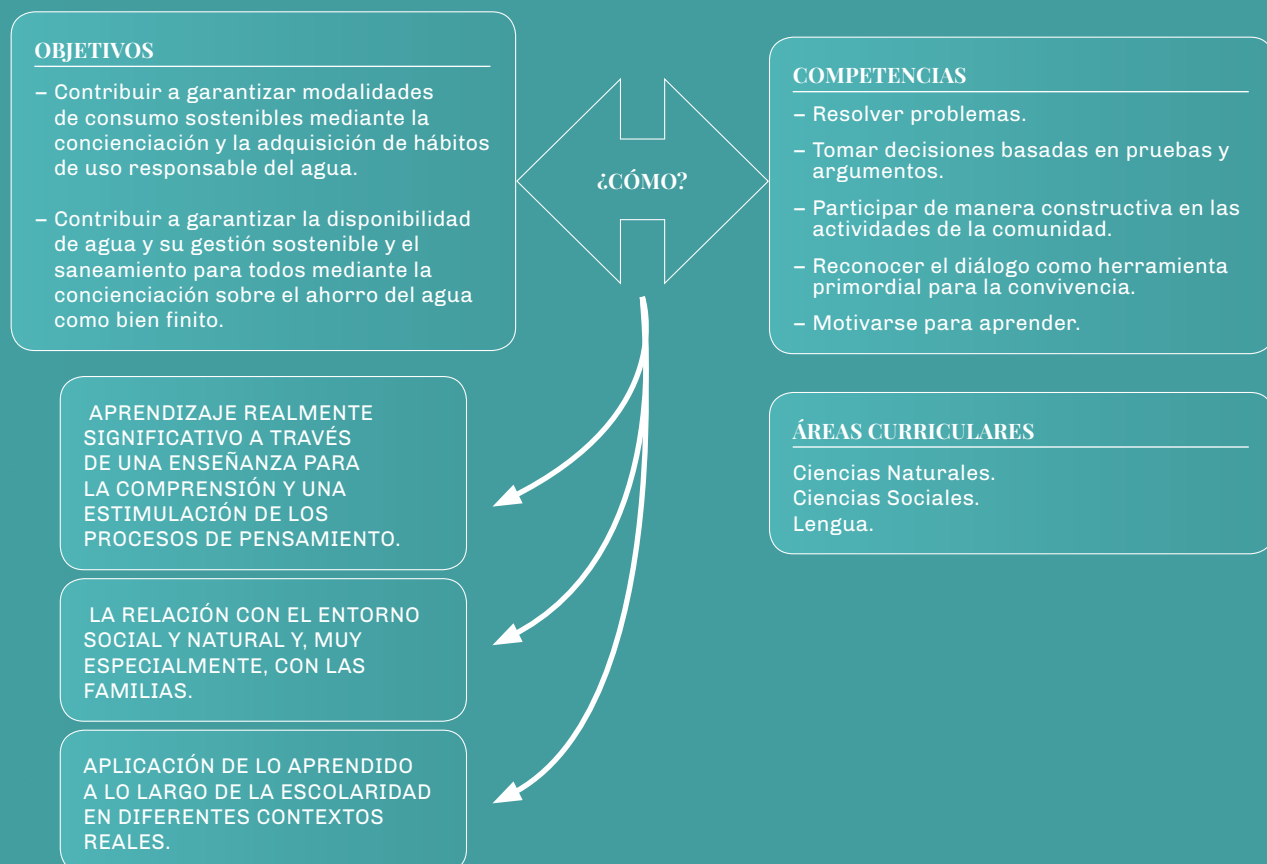 OBJETIVOS
– Contribuir a garantizar modalidades
de consumo sostenibles mediante la
concienciación y la adquisición de hábitos
de uso responsable del agua.
– Contribuir a garantizar la disponibilidad
de agua y su gestión sostenible y el
saneamiento para todos mediante la
concienciación sobre el ahorro del agua
como bien finito.
¿CÓMO?
COMPETENCIAS
– Resolver problemas.
– Tomar decisiones basadas en pruebas y
argumentos.
– Participar de manera constructiva en las
actividades de la comunidad.
– Reconocer el diálogo como herramienta
primordial para la convivencia.
– Motivarse para aprender.
APRENDIZAJE REALMENTE
SIGNIFICATIVO A TRAVÉS
DE UNA ENSEÑANZA PARA
LA COMPRENSIÓN Y UNA
ESTIMULACIÓN DE LOS
PROCESOS DE PENSAMIENTO.
LA RELACIÓN CON EL ENTORNO
SOCIAL Y NATURAL Y, MUY
ESPECIALMENTE, CON LAS
FAMILIAS.
APLICACIÓN DE LO APRENDIDO
A LO LARGO DE LA ESCOLARIDAD
EN DIFERENTES CONTEXTOS
REALES.
ÁREAS CURRICULARES
Ciencias Naturales.
Ciencias Sociales.
Lengua.